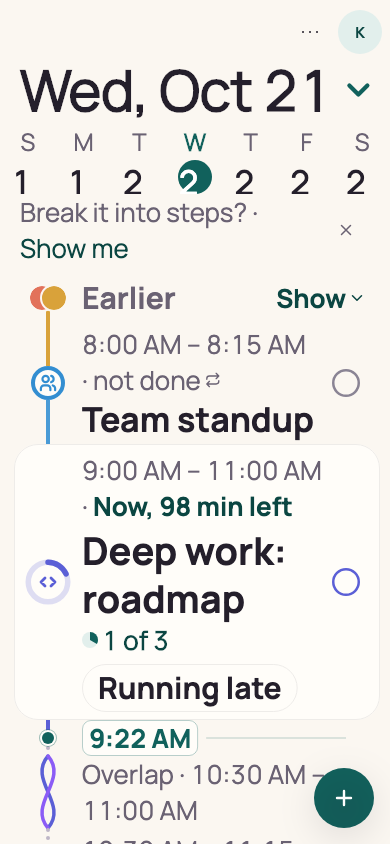 ...
K
Wed, Oct 21
S M T W T F S
1 1 2 2 2 2 2
Break it into steps? ·
Show me
×
Earlier
Show
8:00 AM – 8:15 AM
· not done
Team standup
9:00 AM – 11:00 AM
· Now, 98 min left
Deep work:
roadmap
1 of 3
Running late
9:22 AM
Overlap · 10:30 AM –
11:00 AM